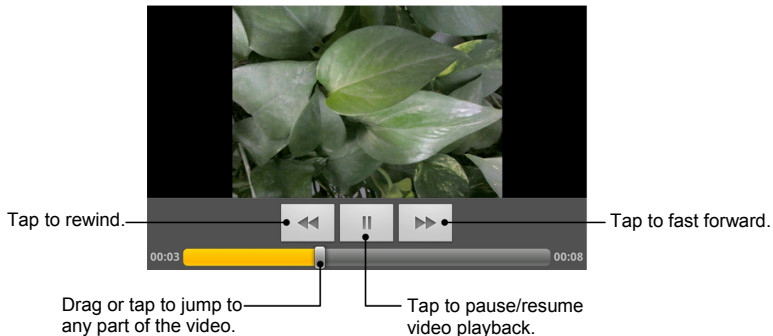 Tap to rewind.
Tap to fast forward.
00:03
00:08
Drag or tap to jump to
any part of the video.
Tap to pause/resume
video playback.